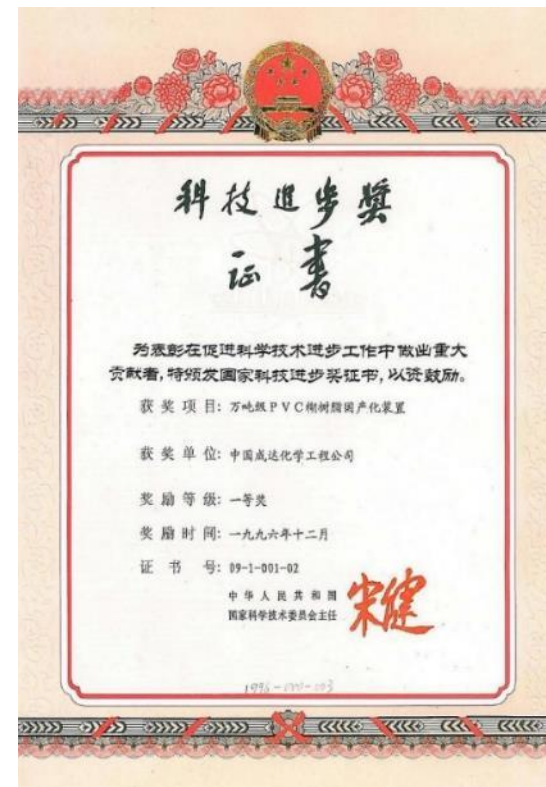 科技進步獎
证書
为表彰在促进科学技术进步工作中做出重大
贡献者，特颁发国家科技进步奖证书，以资鼓励。
获奖项目：万吨级PVC糊树脂国产化装置
获奖单位：中国成达化学工程公司
奖励等级：一等奖
奖励时间：一九九六年十二月
证书号：09-1-001-02
中华人民共和国
国家科学技术委员会主任
宋健